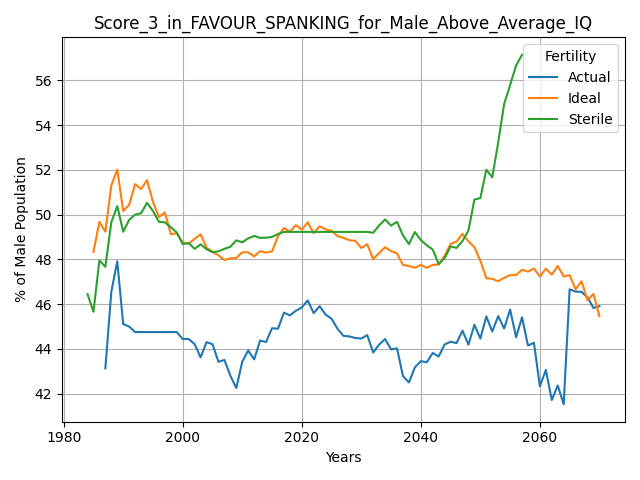 Score_3_in_FAVOUR_SPANKING_for_Male_Above_Average_IQ
% of Male Population
56
54
52
50
48
46
44
42
Fertility
Actual
Ideal
Sterile
1980 2000 2020 2040 2060
Years